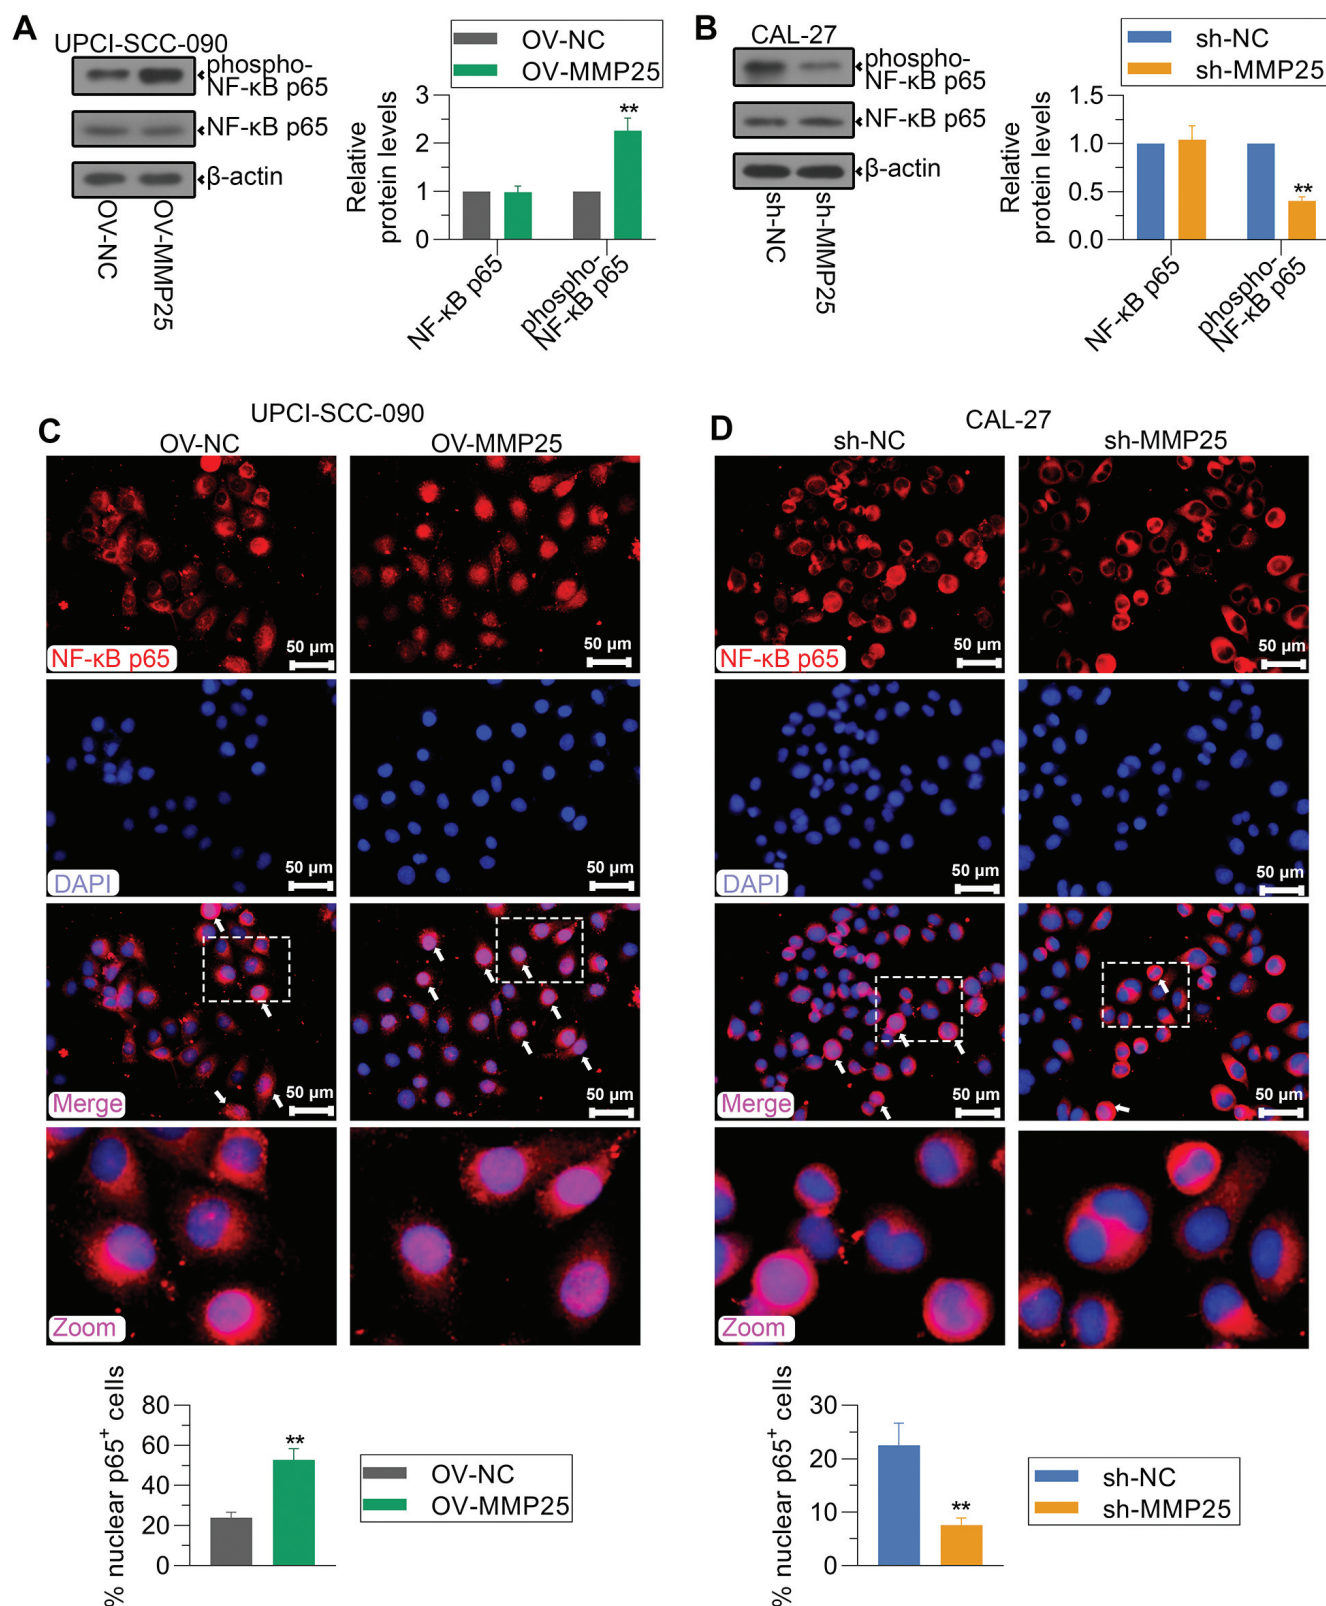 A
UPCI-SCC-090
phospho-
NF-κB p65
NF-κB p65
β-actin
OV-NC
OV-MMP25
OV-NC
OV-MMP25
Relative
protein levels
3
2
1
0
**
NF-κB p65
phospho-
NF-κB p65
B
CAL-27
phospho-
NF-κB p65
NF-κB p65
β-actin
sh-NC
sh-MMP25
sh-NC
sh-MMP25
Relative
protein levels
1.5
1.0
0.5
0.0
**
NF-κB p65
phospho-
NF-κB p65
C
UPCI-SCC-090
OV-NC
OV-MMP25
NF-κB p65
50 µm
50 µm
DAPI
50 µm
50 µm
Merge
50 µm
50 µm
Zoom
% nuclear p65+ cells
80
60
40
20
0
**
OV-NC
OV-MMP25
D
CAL-27
sh-NC
sh-MMP25
NF-κB p65
50 µm
50 µm
DAPI
50 µm
50 µm
Merge
50 µm
50 µm
Zoom
% nuclear p65+ cells
30
20
10
0
**
sh-NC
sh-MMP25